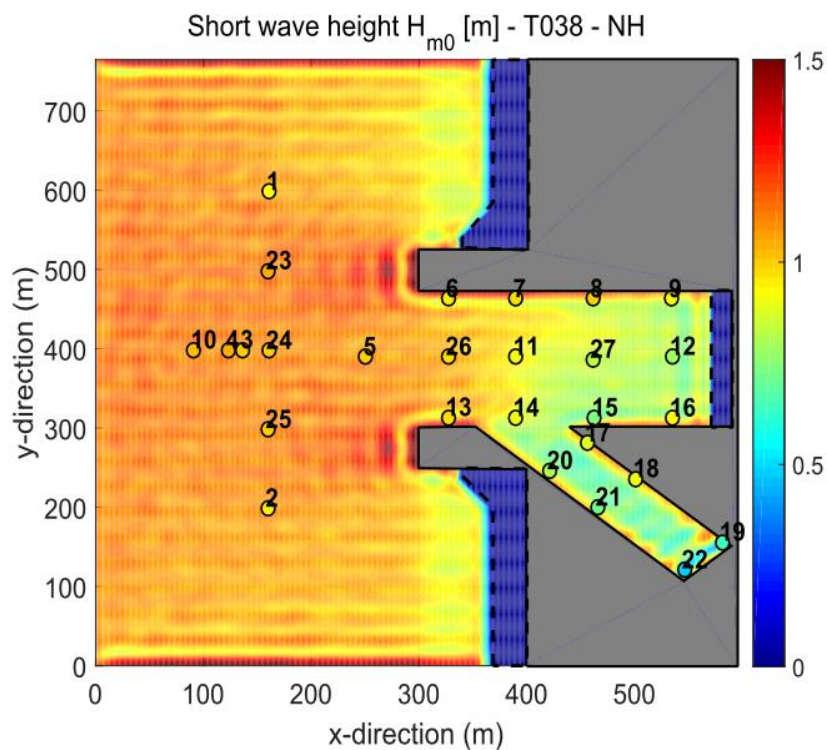 Short wave height H_m0 [m] - T038 - NH
1.5
700
600
1
500
23
6 7 8 9
400
10 4 3 24 5 26 11 27 12
1
300
25 13 14 15 16
17
20 18
200
2 21
0.5
19
22
100
0
0
0 100 200 300 400 500
y-direction (m)
x-direction (m)